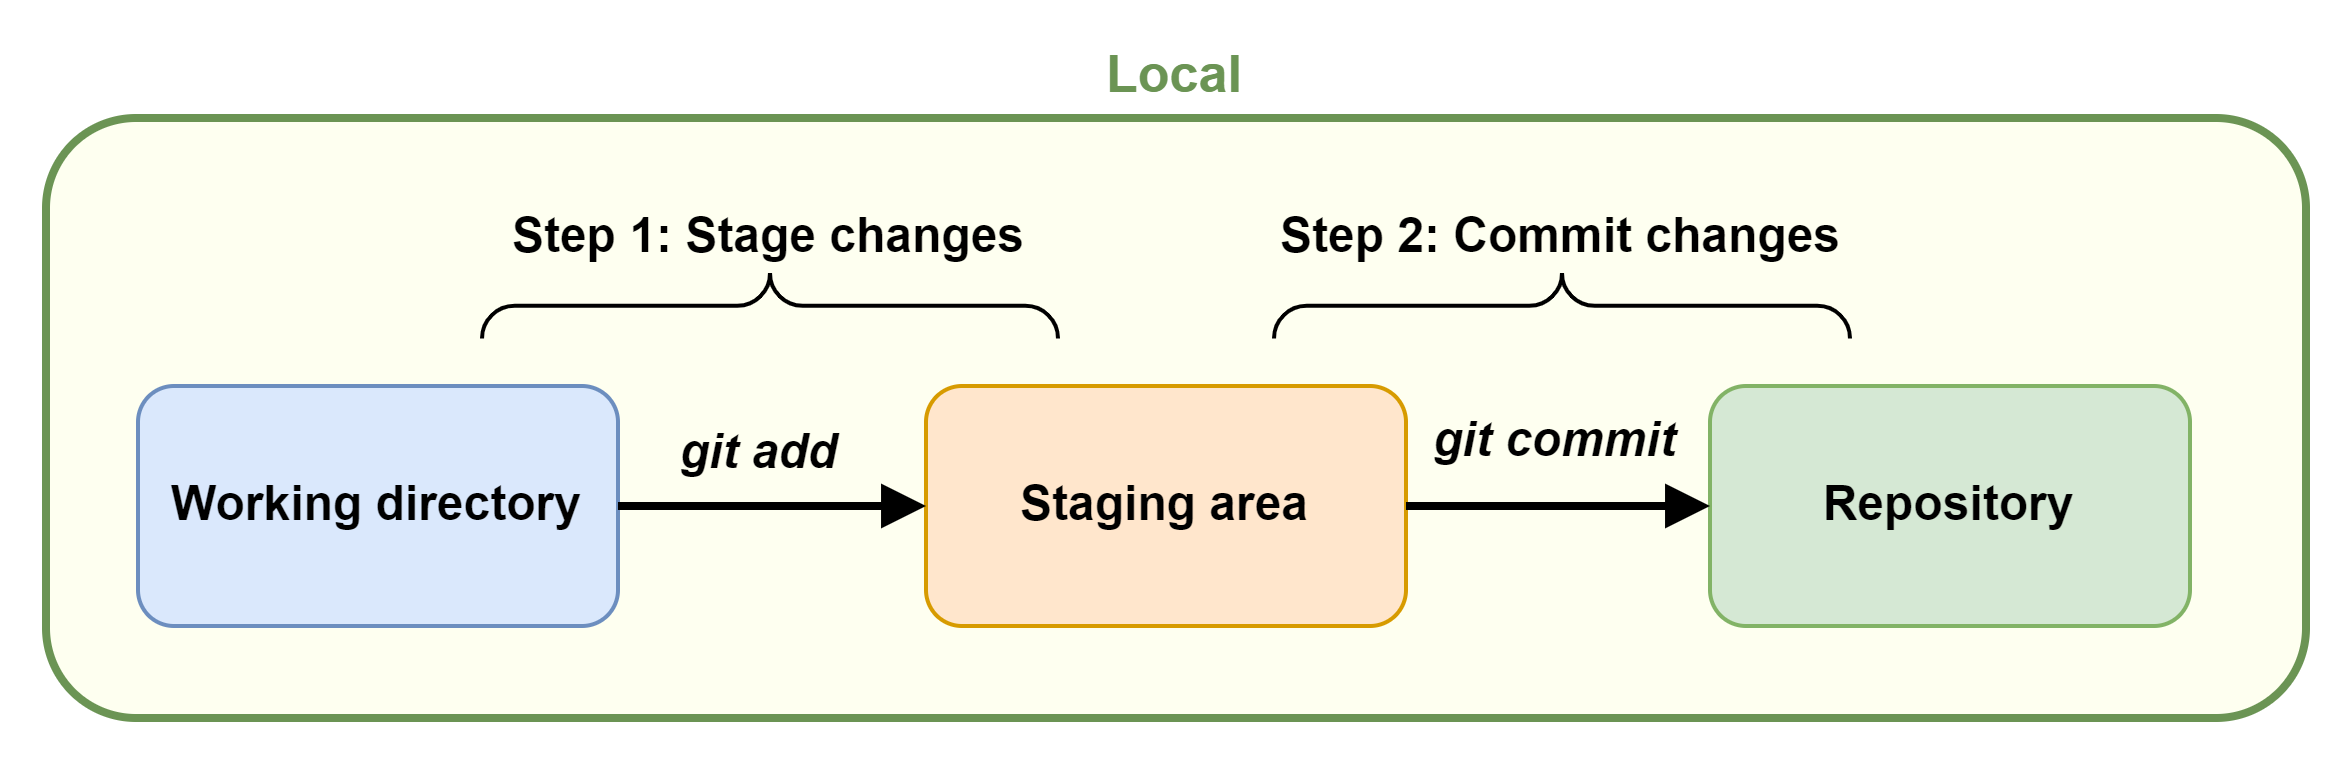 Local
Step 1: Stage changes
Step 2: Commit changes
git add
git commit
Working directory
Staging area
Repository